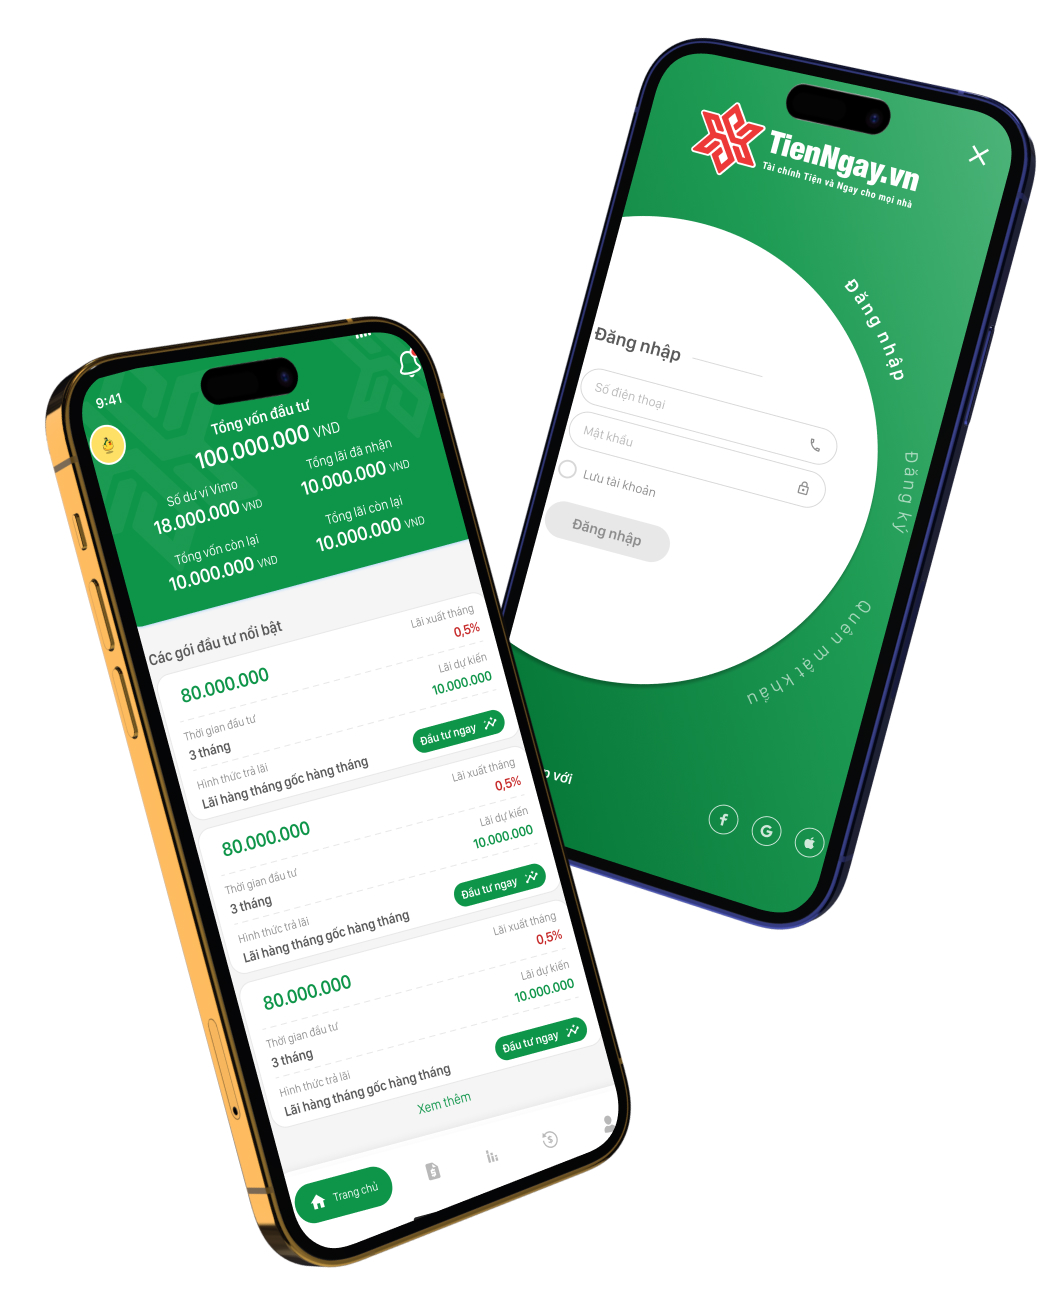 9:41
Tổng vốn đầu tư
100.000.000 VND
Số dư ví Vimo
18.000.000 VND
Tổng lãi đã nhận
10.000.000 VND
Tổng vốn còn lại
10.000.000 VND
Tổng lãi còn lại
10.000.000 VND
Các gói đầu tư nổi bật
80.000.000
Lãi xuất tháng
0,5%
Thời gian đầu tư
3 tháng
Lãi dự kiến
10.000.000
Hình thức trả lãi
Lãi hàng tháng gốc hàng tháng
Đầu tư ngay
80.000.000
Lãi xuất tháng
0,5%
Thời gian đầu tư
3 tháng
Lãi dự kiến
10.000.000
Hình thức trả lãi
Lãi hàng tháng gốc hàng tháng
Đầu tư ngay
80.000.000
Lãi xuất tháng
0,5%
Thời gian đầu tư
3 tháng
Lãi dự kiến
10.000.000
Hình thức trả lãi
Lãi hàng tháng gốc hàng tháng
Đầu tư ngay
Xem thêm
Trang chủ
TienNgay.vn
Tài chính Tiện và Ngay cho mọi nhà
Đăng nhập
Số điện thoại
Mật khẩu
Lưu tài khoản
Đăng nhập
Đăng nhập
Đăng ký
Quên mật khẩu
với